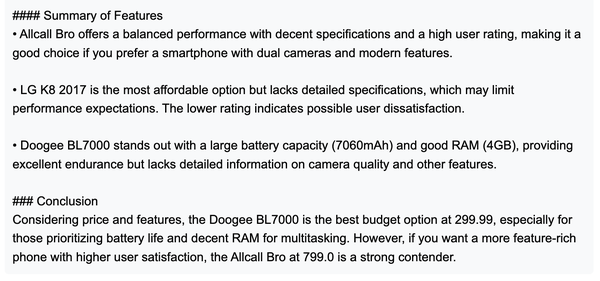 #### Summary of Features
• Allcall Bro offers a balanced performance with decent specifications and a high user rating, making it a
good choice if you prefer a smartphone with dual cameras and modern features.
• LG K8 2017 is the most affordable option but lacks detailed specifications, which may limit
performance expectations. The lower rating indicates possible user dissatisfaction.
• Doogee BL7000 stands out with a large battery capacity (7060mAh) and good RAM (4GB), providing
excellent endurance but lacks detailed information on camera quality and other features.
### Conclusion
Considering price and features, the Doogee BL7000 is the best budget option at 299.99, especially for
those prioritizing battery life and decent RAM for multitasking. However, if you want a more feature-rich
phone with higher user satisfaction, the Allcall Bro at 799.0 is a strong contender.